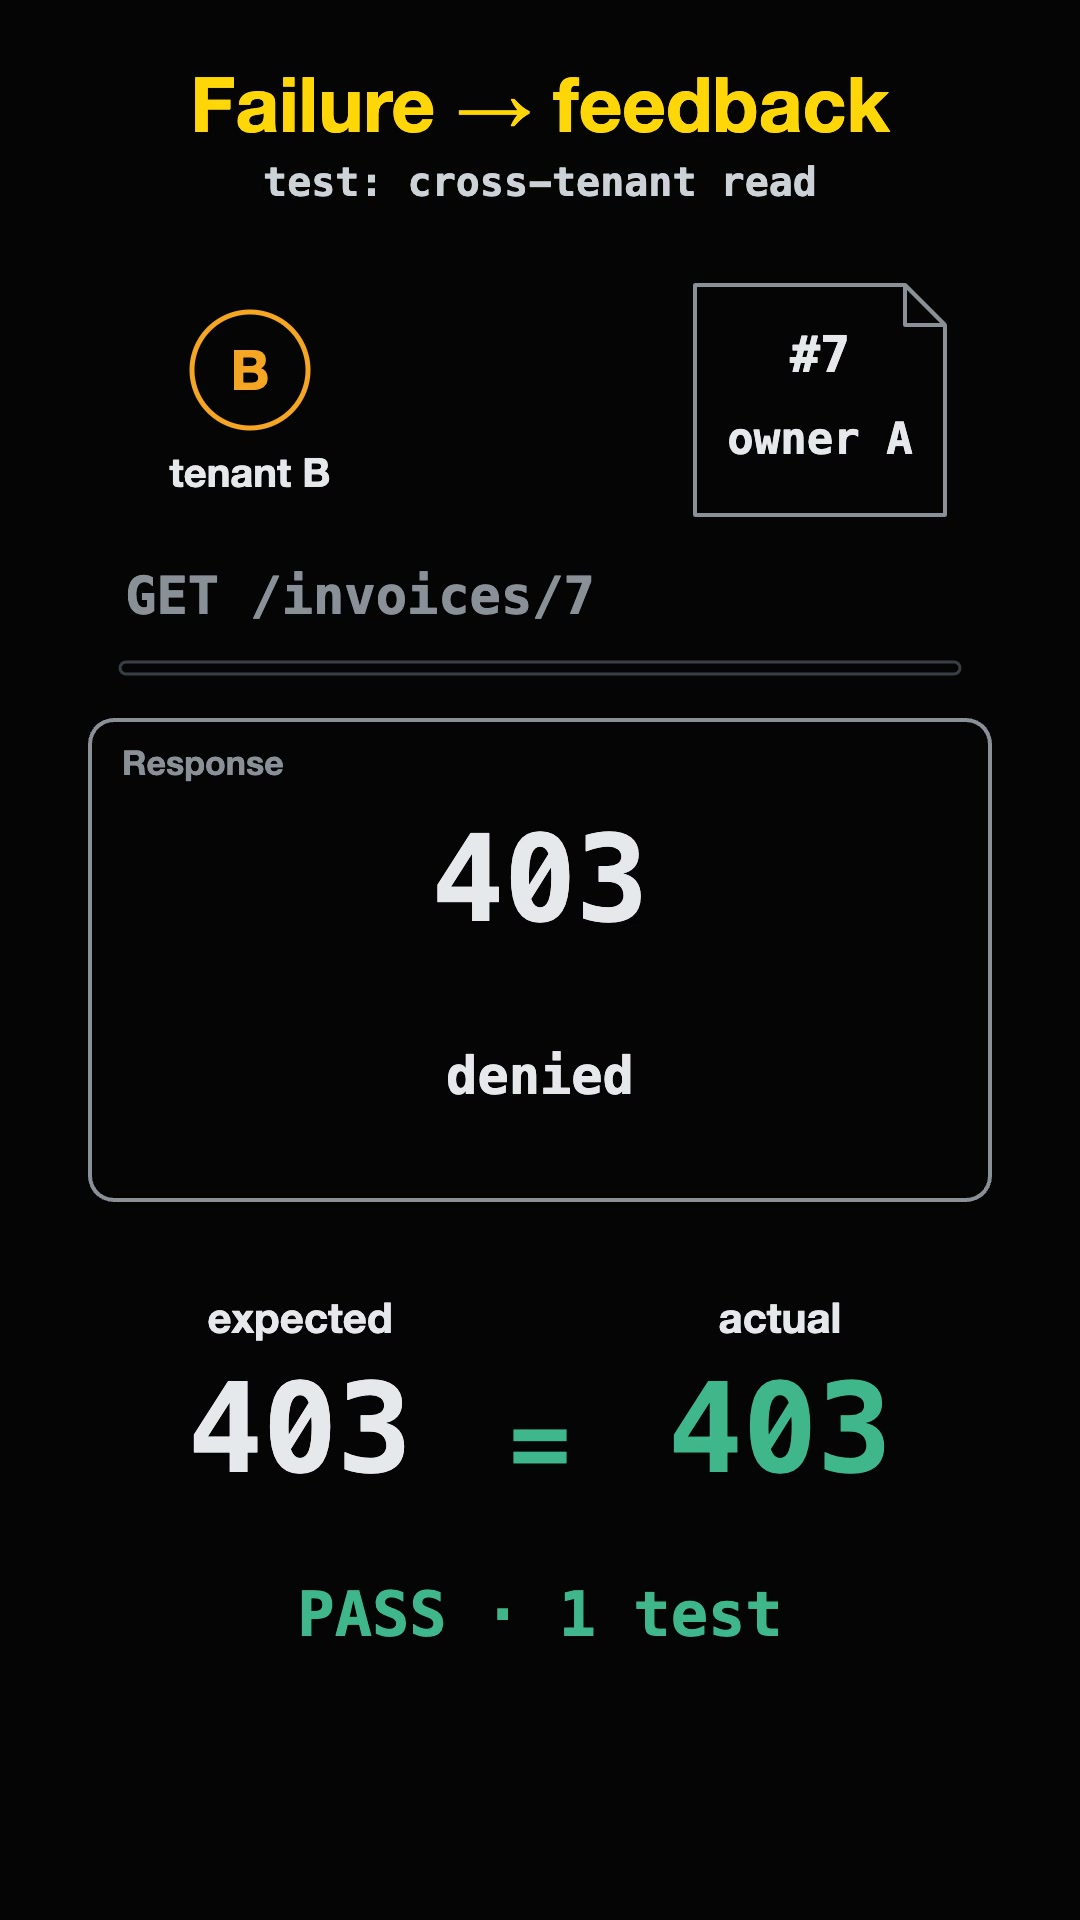 Failure → feedback
test: cross-tenant read
B
tenant B
#7
owner A
GET /invoices/7
Response
403
denied
expected
actual
403 = 403
PASS · 1 test